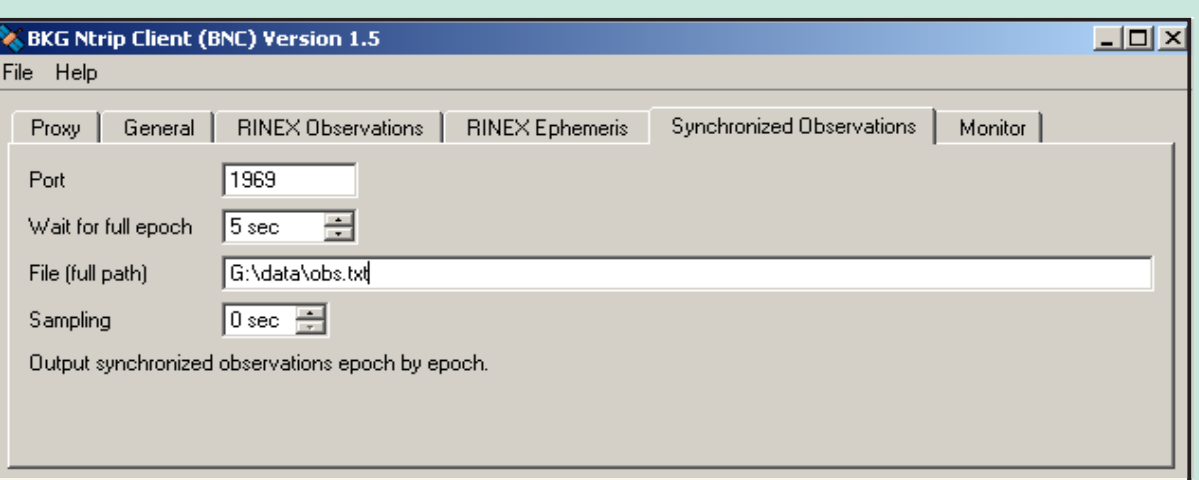 BKG Ntrip Client (BNC) Version 1.5
File Help
Proxy General RINEX Observations RINEX Ephemeris Synchronized Observations Monitor
Port 1969
Wait for full epoch 5 sec
File (full path) G:\data\obs.txt
Sampling 0 sec
Output synchronized observations epoch by epoch.